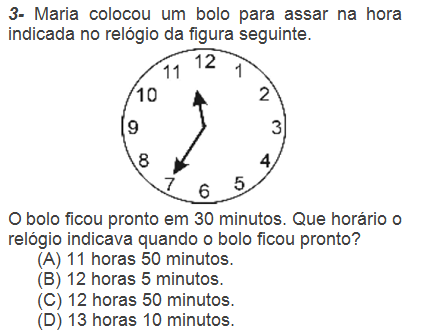 3- Maria colocou um bolo para assar na hora
indicada no relógio da figura seguinte.
12
11
1
10
2
9
3
8
4
7
5
6
O bolo ficou pronto em 30 minutos. Que horário o
relógio indicava quando o bolo ficou pronto?
(A) 11 horas 50 minutos.
(B) 12 horas 5 minutos.
(C) 12 horas 50 minutos.
(D) 13 horas 10 minutos.